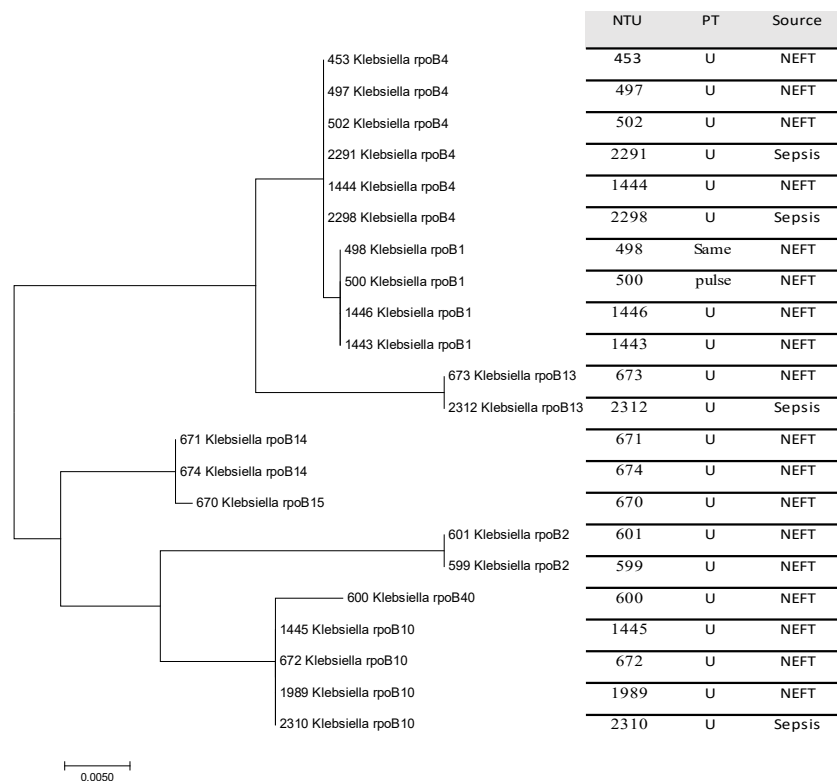 NTU PT Source
453 Klebsiella rpoB4 453 U NEFT
497 Klebsiella rpoB4 497 U NEFT
502 Klebsiella rpoB4 502 U NEFT
2291 Klebsiella rpoB4 2291 U Sepsis
1444 Klebsiella rpoB4 1444 U NEFT
2298 Klebsiella rpoB4 2298 U Sepsis
498 Klebsiella rpoB1 498 Same NEFT
500 Klebsiella rpoB1 500 pulse NEFT
1446 Klebsiella rpoB1 1446 U NEFT
1443 Klebsiella rpoB1 1443 U NEFT
673 Klebsiella rpoB13 673 U NEFT
2312 Klebsiella rpoB13 2312 U Sepsis
671 Klebsiella rpoB14 671 U NEFT
674 Klebsiella rpoB14 674 U NEFT
670 Klebsiella rpoB15 670 U NEFT
601 Klebsiella rpoB2 601 U NEFT
599 Klebsiella rpoB2 599 U NEFT
600 Klebsiella rpoB40 600 U NEFT
1445 Klebsiella rpoB10 1445 U NEFT
672 Klebsiella rpoB10 672 U NEFT
1989 Klebsiella rpoB10 1989 U NEFT
2310 Klebsiella rpoB10 2310 U Sepsis
0.0050